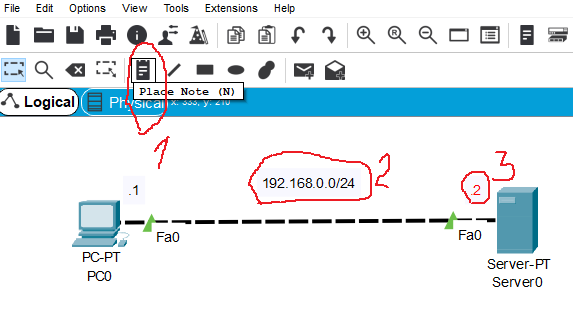 File Edit Options View Tools Extensions Help
Place Note (N)
Logical Physical x: 333, y: 210
1
192.168.0.0/24 2
.2 3
.1
Fa0 Fa0
PC-PT Server-PT
PC0 Server0